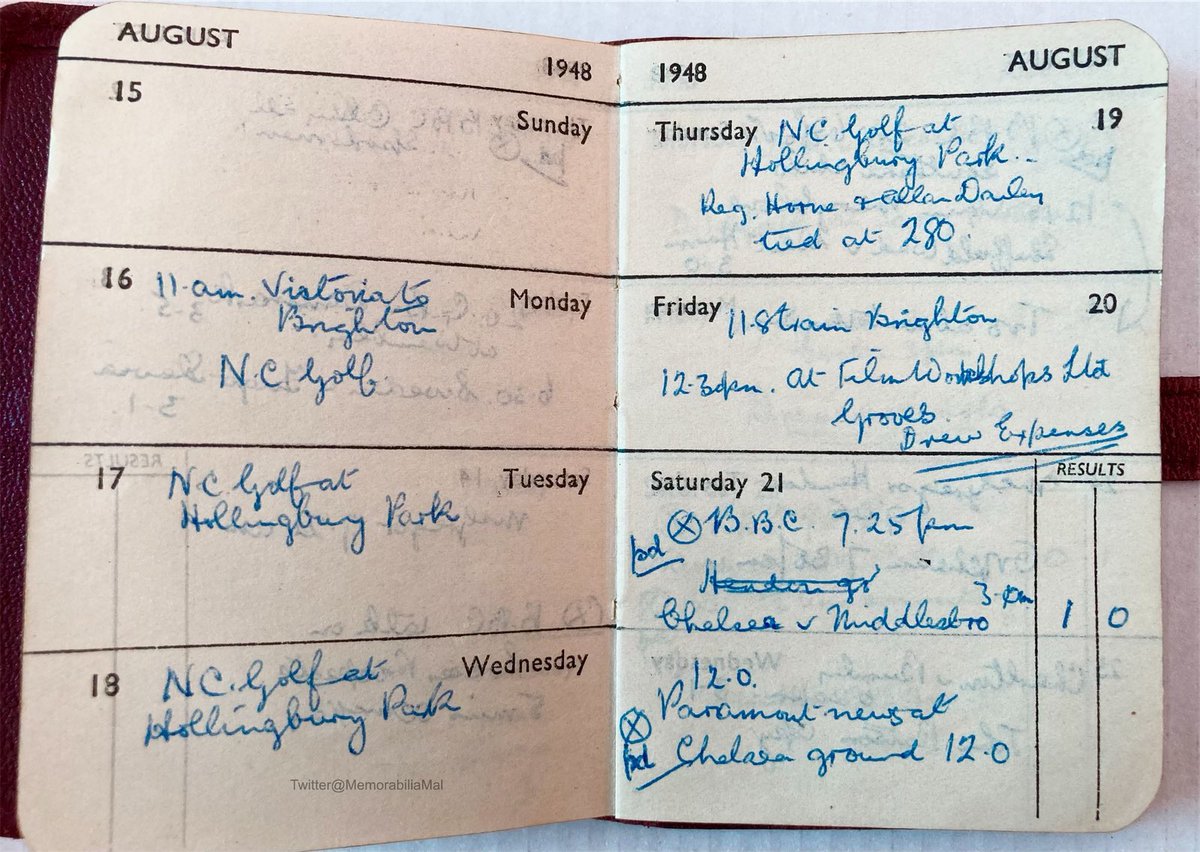 AUGUST
1948
15
Sunday
16
Monday
11-am Victoria to
Brighton
N.C Golf.
17
Tuesday
N.C. Golf at
Hollingbury Park
18
Wednesday
N.C. Golf at
Hollingbury Park
1948
AUGUST
Thursday
19
N.C. Golf at
Hollingbury Park..
Reg. Horne & Allan Dailey
tied at 280.
Friday
20
11.8 train Brighton
12-30pm. at Film Workshops Ltd
Groves.
Drew Expenses
Saturday 21
RESULTS
B.B.C. 7.25 pm
pd
3-pm
Chelsea v Middlesbro 1 0
12.0.
Paramount news at
pd Chelsea ground 12.0
Twitter@MemorabiliaMal